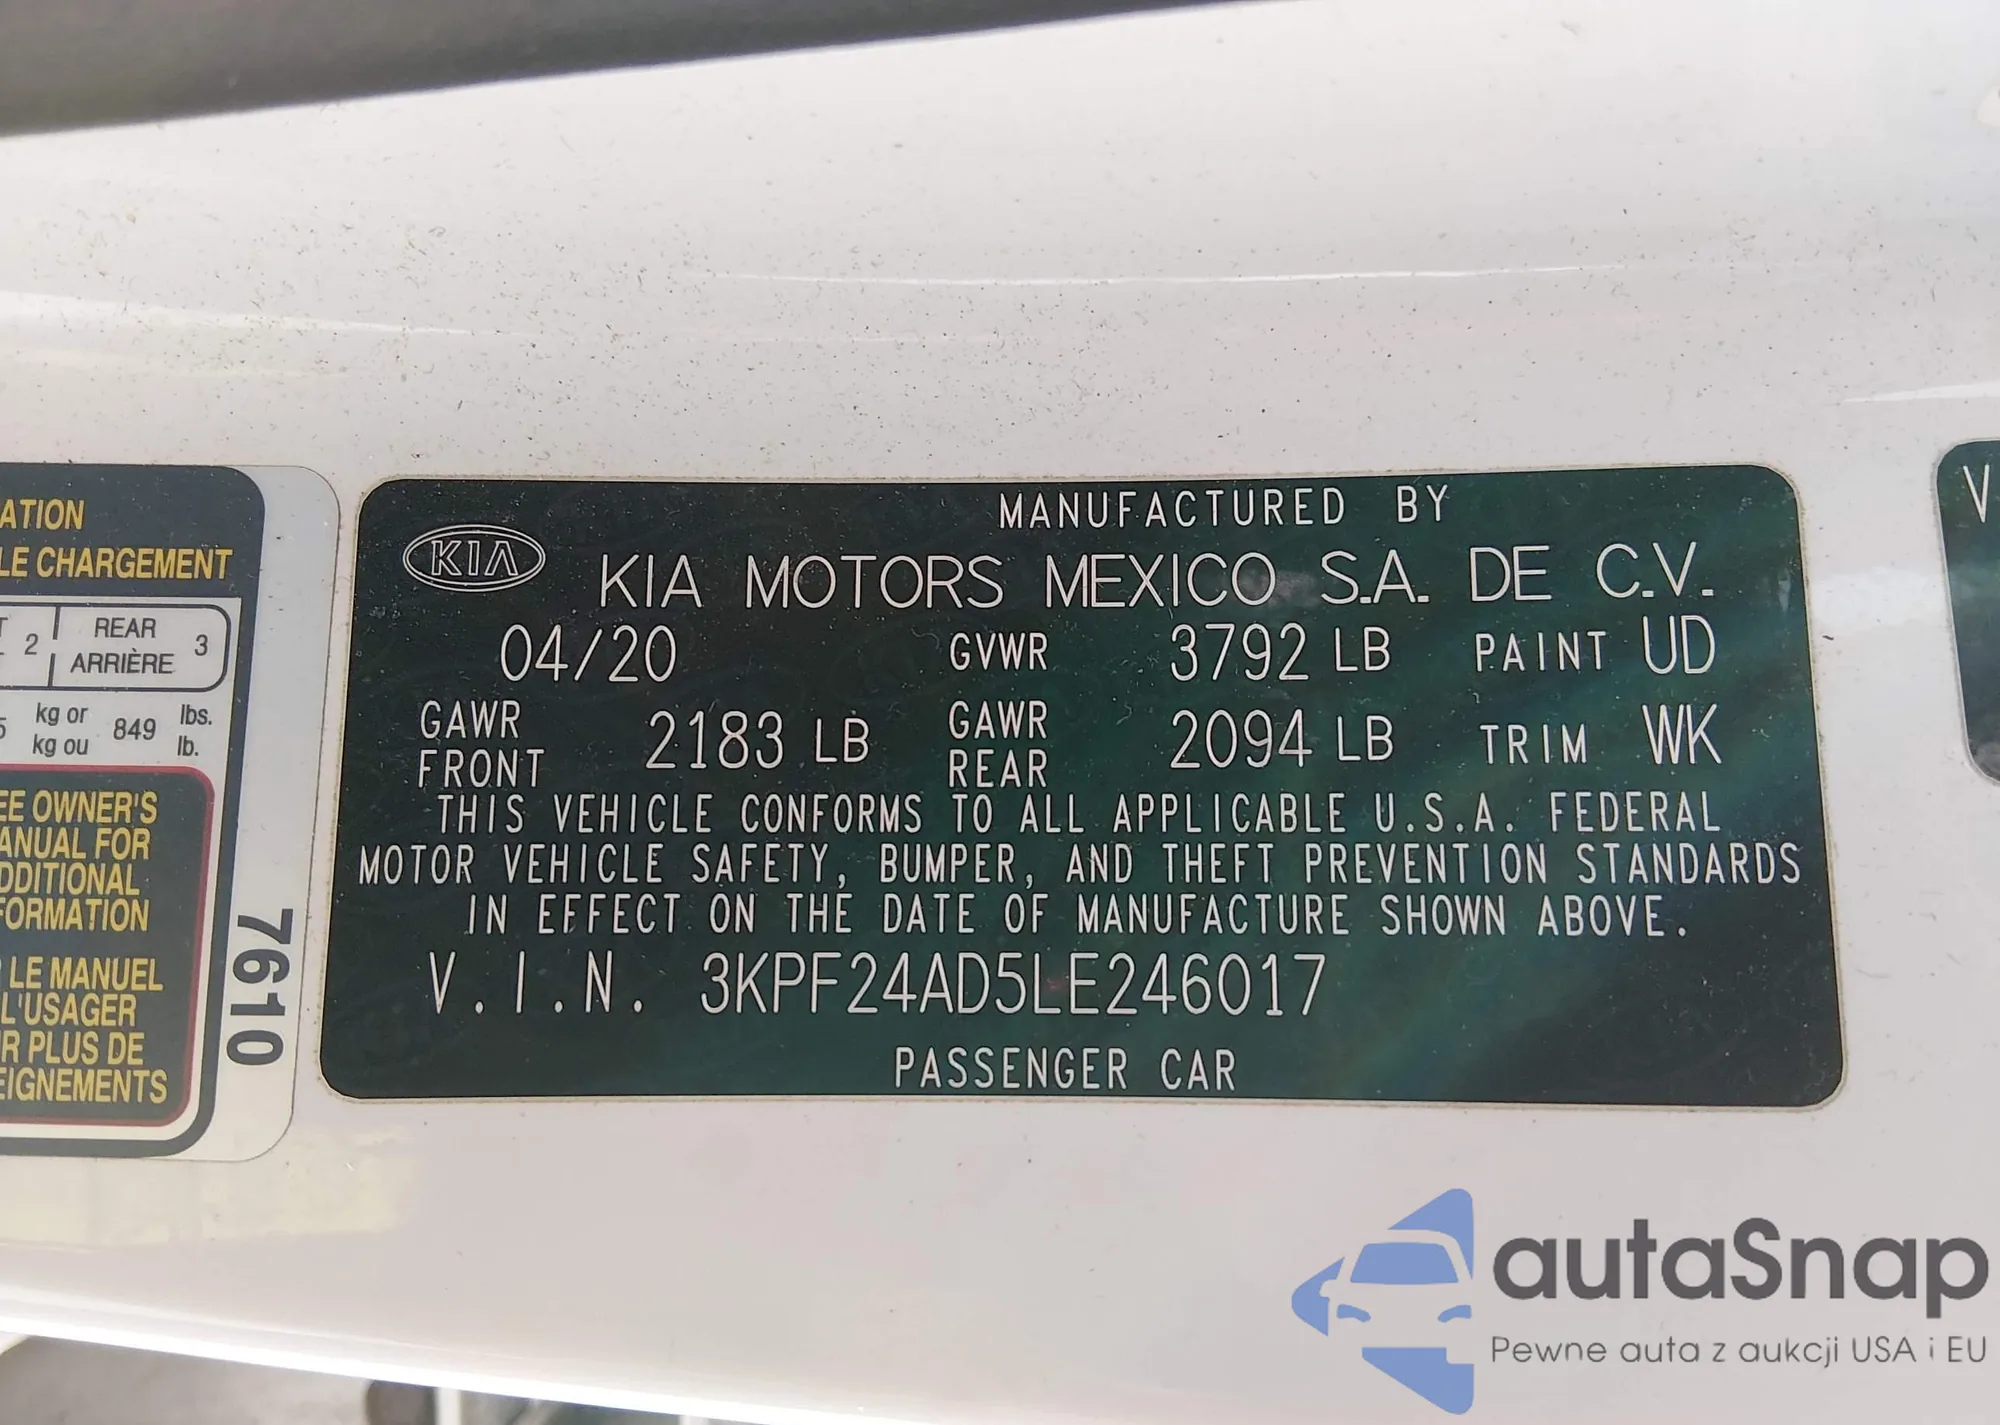 ATION
LE CHARGEMENT
2 REAR 3
ARRIÈRE
kg or 849 lbs.
kg ou lb.
EE OWNER'S
ANUAL FOR
DDITIONAL
FORMATION
LE MANUEL
L'USAGER
R PLUS DE
EIGNEMENTS
7610
MANUFACTURED BY
KIA KIA MOTORS MEXICO S.A. DE C.V.
04/20 GVWR 3792 LB PAINT UD
GAWR FRONT 2183 LB GAWR REAR 2094 LB TRIM WK
THIS VEHICLE CONFORMS TO ALL APPLICABLE U.S.A. FEDERAL
MOTOR VEHICLE SAFETY, BUMPER, AND THEFT PREVENTION STANDARDS
IN EFFECT ON THE DATE OF MANUFACTURE SHOWN ABOVE.
V.I.N. 3KPF24AD5LE246017
PASSENGER CAR
V
autaSnap
Pewne auta z aukcji USA i EU